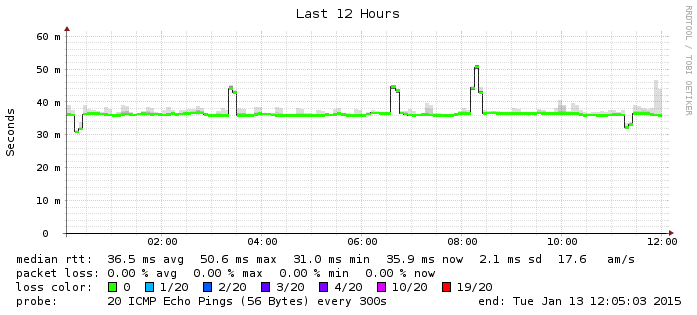 Last 12 Hours
RRDTOOL / TOBI OETIKER
Seconds
60 m
50 m
40 m
30 m
20 m
10 m
0
02:00 04:00 06:00 08:00 10:00 12:00
median rtt: 36.5 ms avg 50.6 ms max 31.0 ms min 35.9 ms now 2.1 ms sd 17.6 am/s
packet loss: 0.00 % avg 0.00 % max 0.00 % min 0.00 % now
loss color: 0 1/20 2/20 3/20 4/20 10/20 19/20
probe: 20 ICMP Echo Pings (56 Bytes) every 300s end: Tue Jan 13 12:05:03 2015